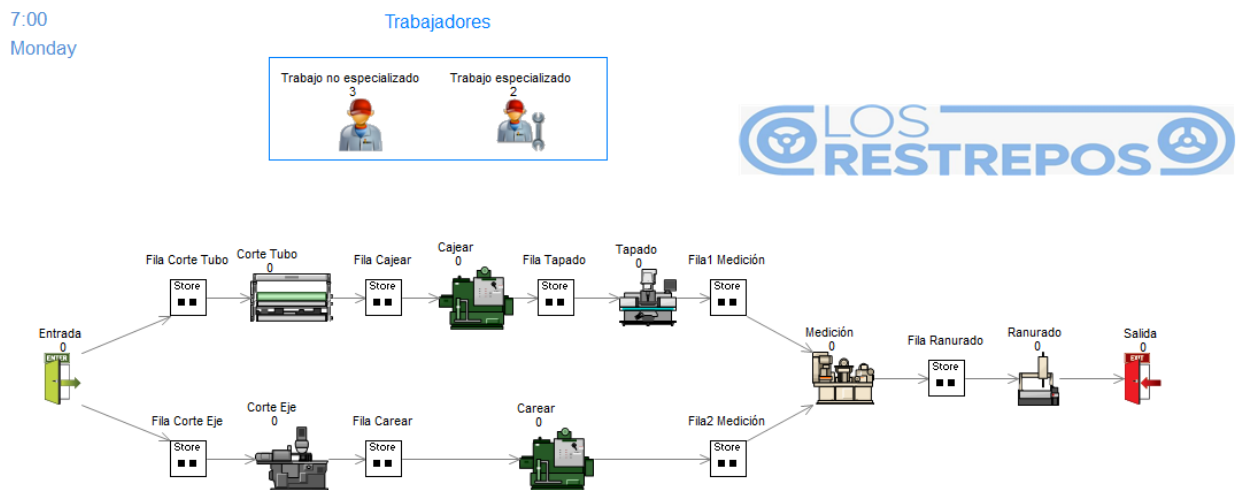 7:00
Monday
Trabajadores
Trabajo no especializado
3
Trabajo especializado
2
LOS
RESTREPOS
Fila Corte Tubo
Store
Corte Tubo
0
Fila Cajear
Store
Cajear
0
Fila Tapado
Store
Tapado
0
Fila1 Medición
Store
Entrada
0
ENTER
Medición
0
Fila Ranurado
Store
Ranurado
0
Salida
0
EXIT
Fila Corte Eje
Store
Corte Eje
0
Fila Carear
Store
Carear
0
Fila2 Medición
Store